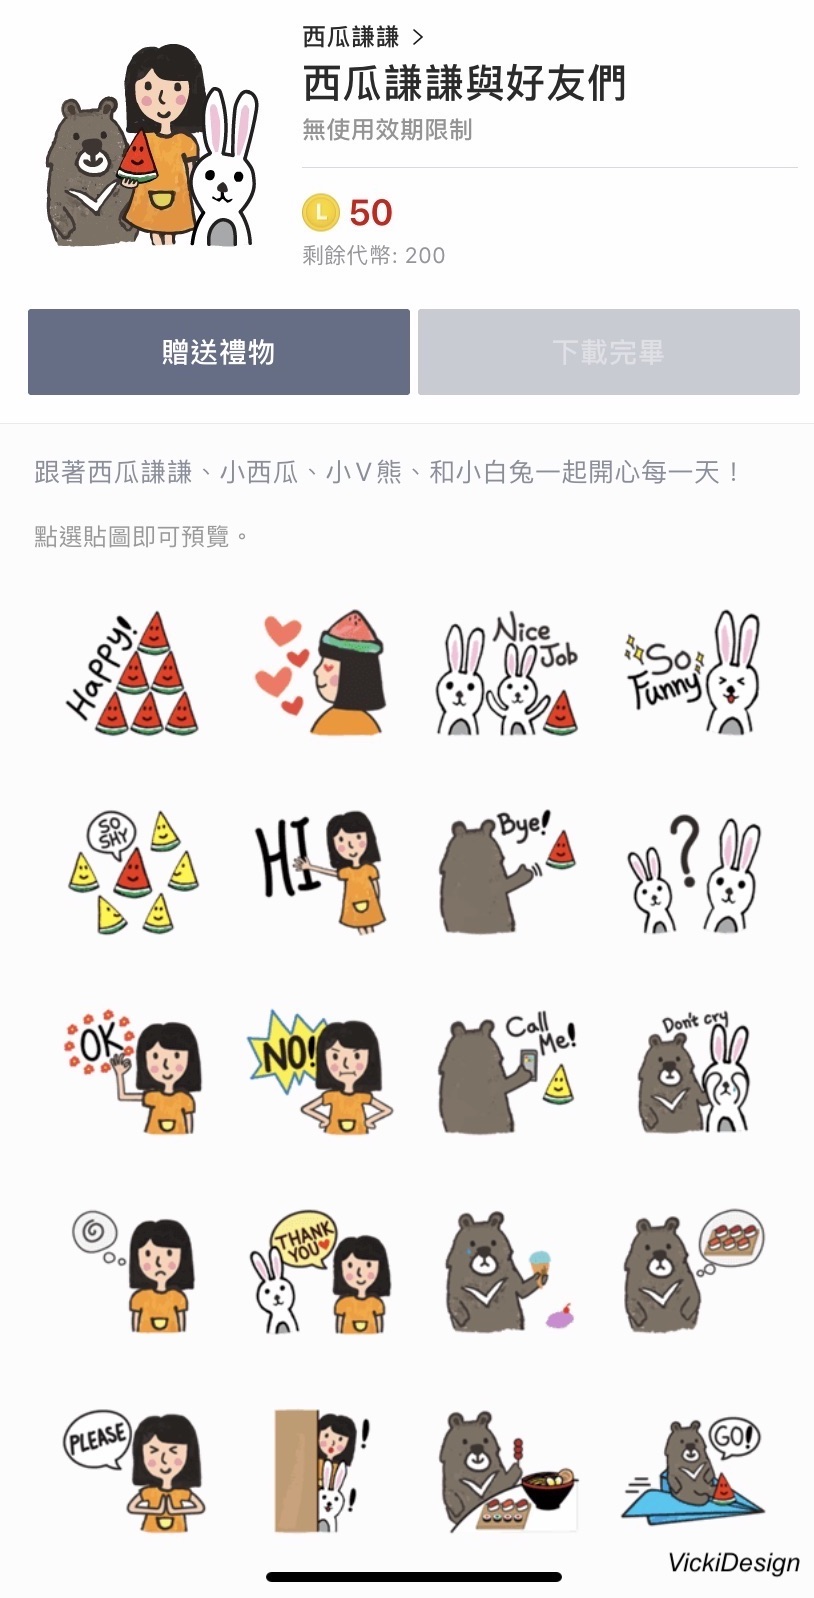 西瓜謙謙 >
西瓜謙謙與好友們
無使用效期限制
L 50
剩餘代幣: 200
贈送禮物
下載完畢
跟著西瓜謙謙、小西瓜、小V熊、和小白兔一起開心每一天！
點選貼圖即可預覽。
Happy!
Nice
Job
So
Funny
SO
SHY
HI
Bye!
?
OK
NO!
Call
Me!
Don't cry
THANK
YOU
PLEASE
!
!
GO!
VickiDesign